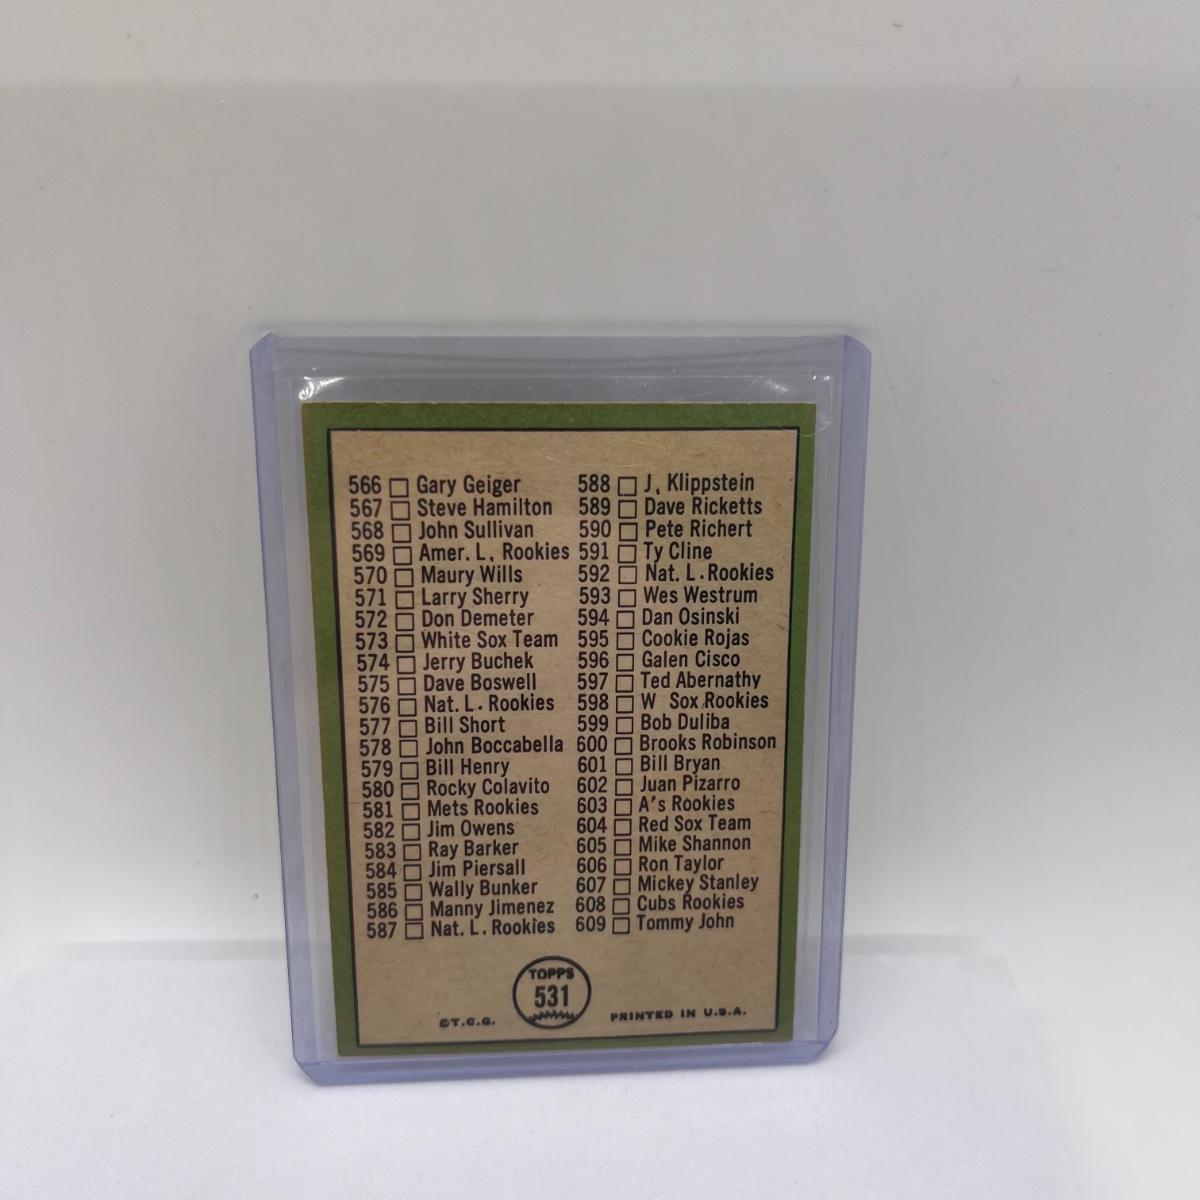 566 Gary Geiger
567 Steve Hamilton
568 John Sullivan
569 Amer. L. Rookies
570 Maury Wills
571 Larry Sherry
572 Don Demeter
573 White Sox Team
574 Jerry Buchek
575 Dave Boswell
576 Nat. L. Rookies
577 Bill Short
578 John Boccabella
579 Bill Henry
580 Rocky Colavito
581 Mets Rookies
582 Jim Owens
583 Ray Barker
584 Jim Piersall
585 Wally Bunker
586 Manny Jimenez
587 Nat. L. Rookies
588 J. Klippstein
589 Dave Ricketts
590 Pete Richert
591 Ty Cline
592 Nat. L. Rookies
593 Wes Westrum
594 Dan Osinski
595 Cookie Rojas
596 Galen Cisco
597 Ted Abernathy
598 W Sox Rookies
599 Bob Duliba
600 Brooks Robinson
601 Bill Bryan
602 Juan Pizarro
603 A's Rookies
604 Red Sox Team
605 Mike Shannon
606 Ron Taylor
607 Mickey Stanley
608 Cubs Rookies
609 Tommy John
TOPPS
531
©T.C.G.
PRINTED IN U.S.A.